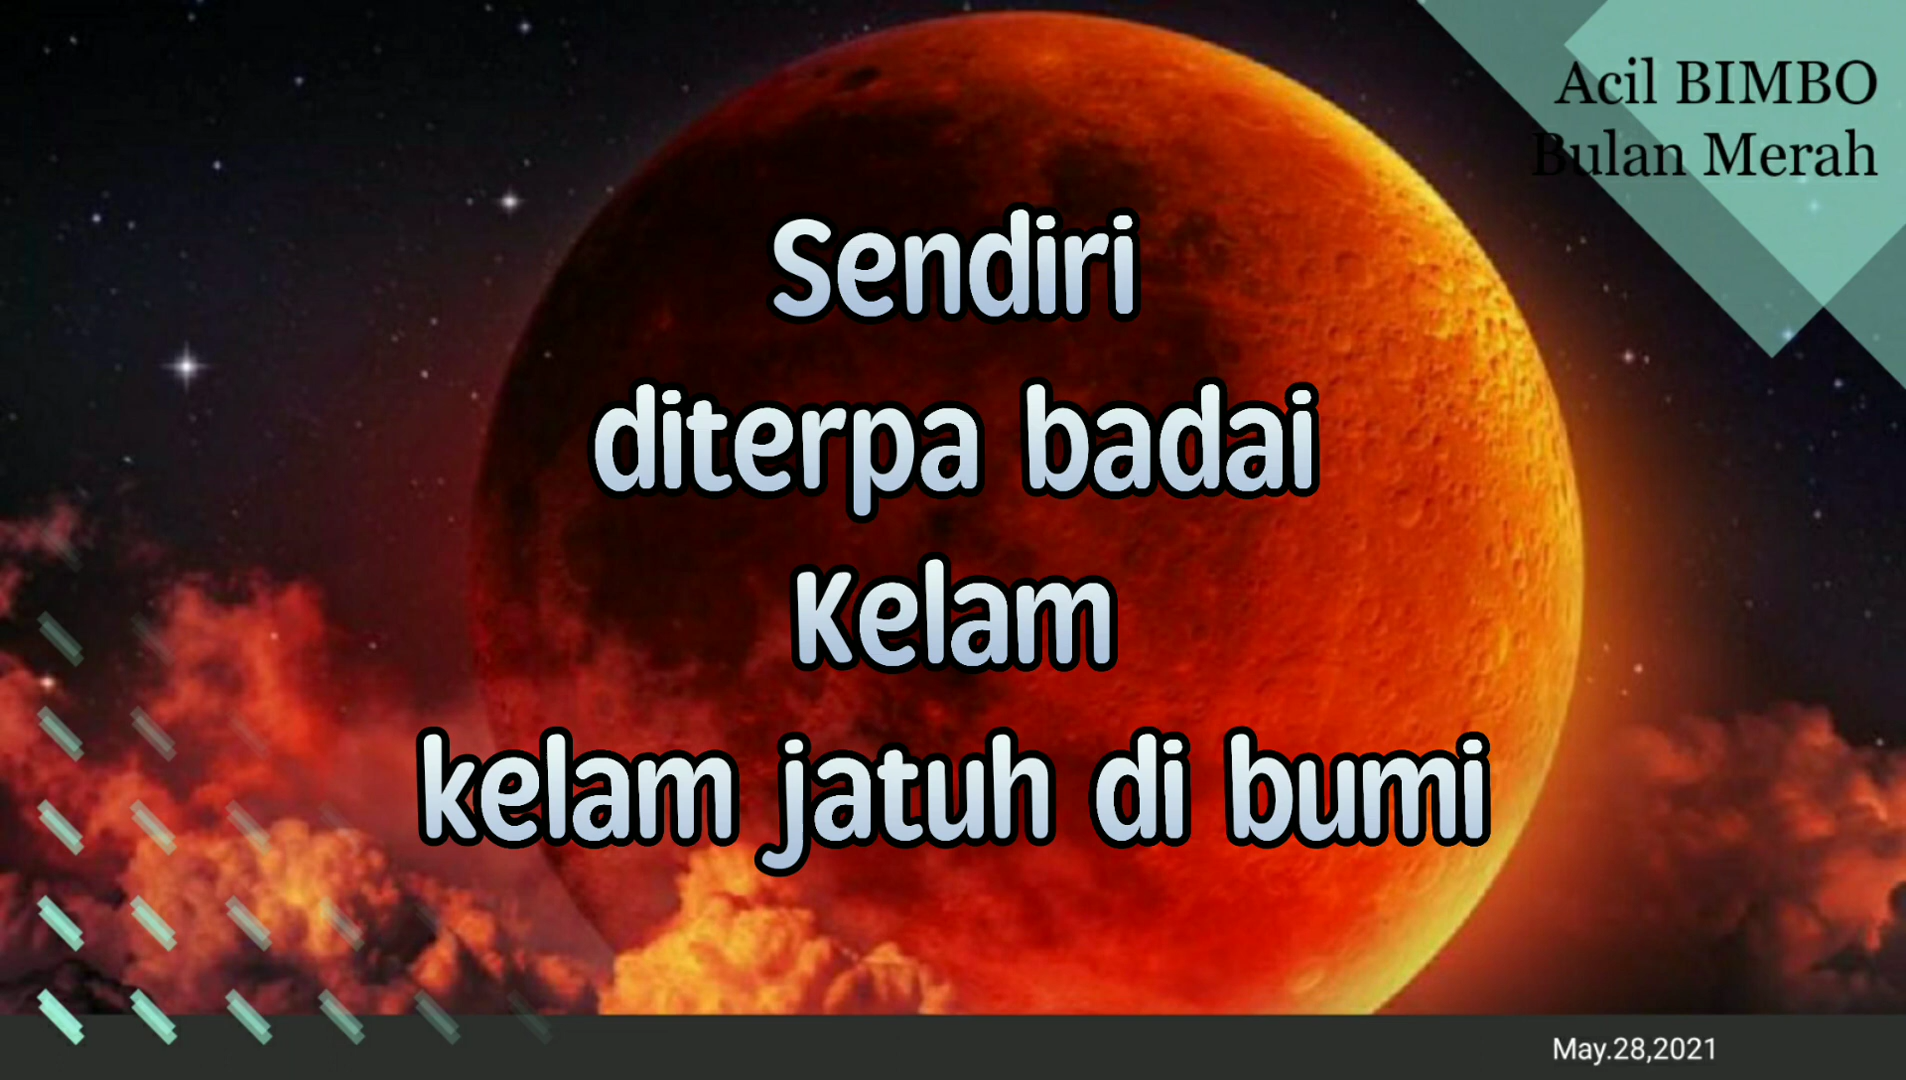 Acil BIMBO
Bulan Merah
Sendiri
diterpa badai
Kelam
kelam jatuh di bumi
May.28,2021